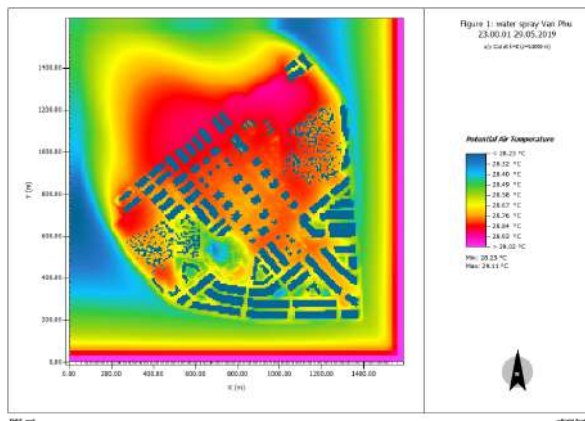 Figure 1: water spray Van Phu
23.00.01 29.05.2019
Y (m)
1400.00
1200.00
1000.00
800.00
600.00
400.00
200.00
0.00
0.00 200.00 400.00 600.00 800.00 1000.00 1200.00 1400.00
X (m)
Potential Air Temperature
< 28.23 °C
28.32 °C
28.40 °C
28.49 °C
28.58 °C
28.67 °C
28.76 °C
28.84 °C
28.93 °C
> 29.02 °C
Min: 28.23 °C
Max: 29.11 °C
N